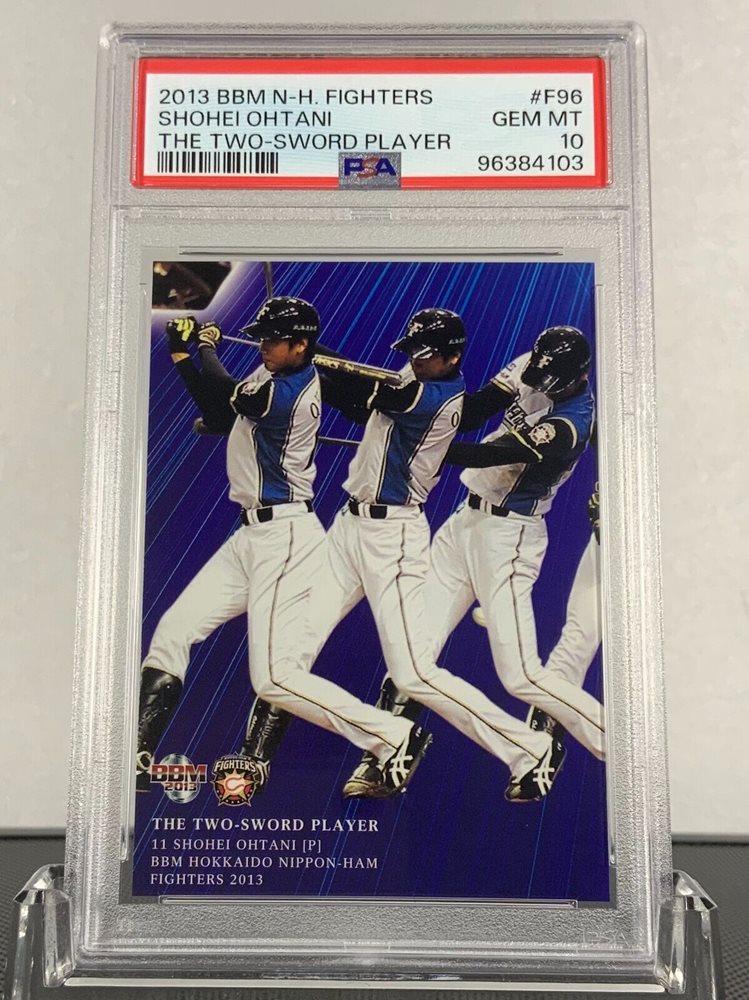 2013 BBM N-H. FIGHTERS #F96
SHOHEI OHTANI GEM MT
THE TWO-SWORD PLAYER 10
PSA 96384103
BBM
2013
FIGHTERS
THE TWO-SWORD PLAYER
11 SHOHEI OHTANI [P]
BBM HOKKAIDO NIPPON-HAM
FIGHTERS 2013